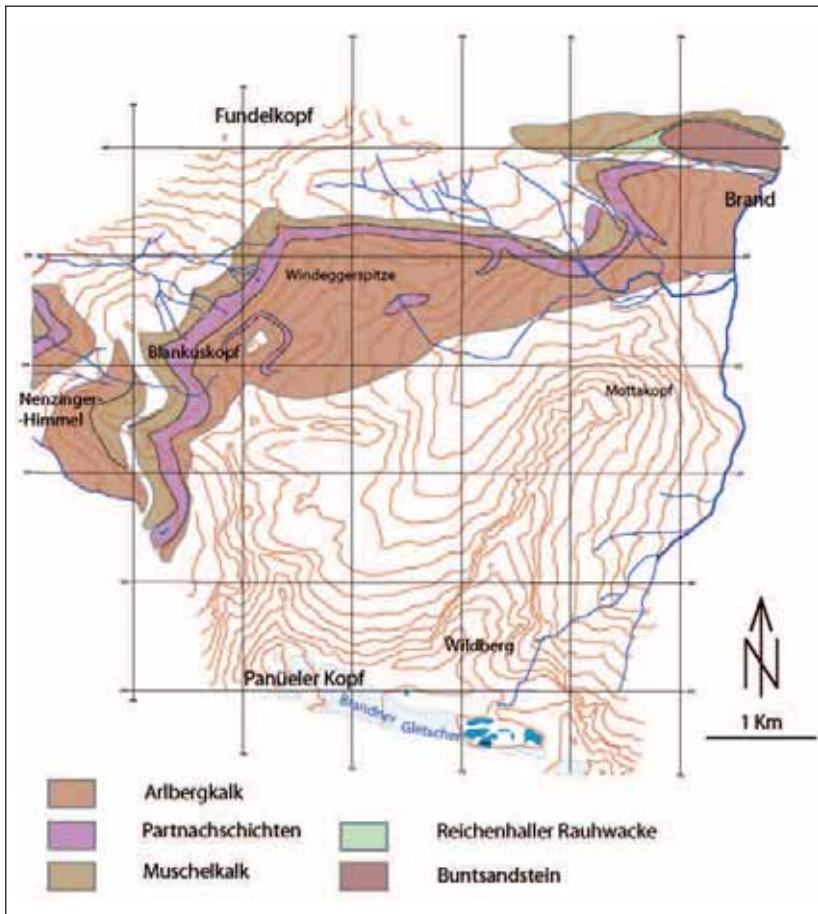 Fundelkopf
Brand
Windeggerspitze
Blankuskopf
Nenzinger-
-Himmel
Mottakopf
Wildberg
Panüeler Kopf
Brandner Gletscher
N
1 Km
Arlbergkalk
Partnachschichten
Reichenhaller Rauhwacke
Muschelkalk
Buntsandstein